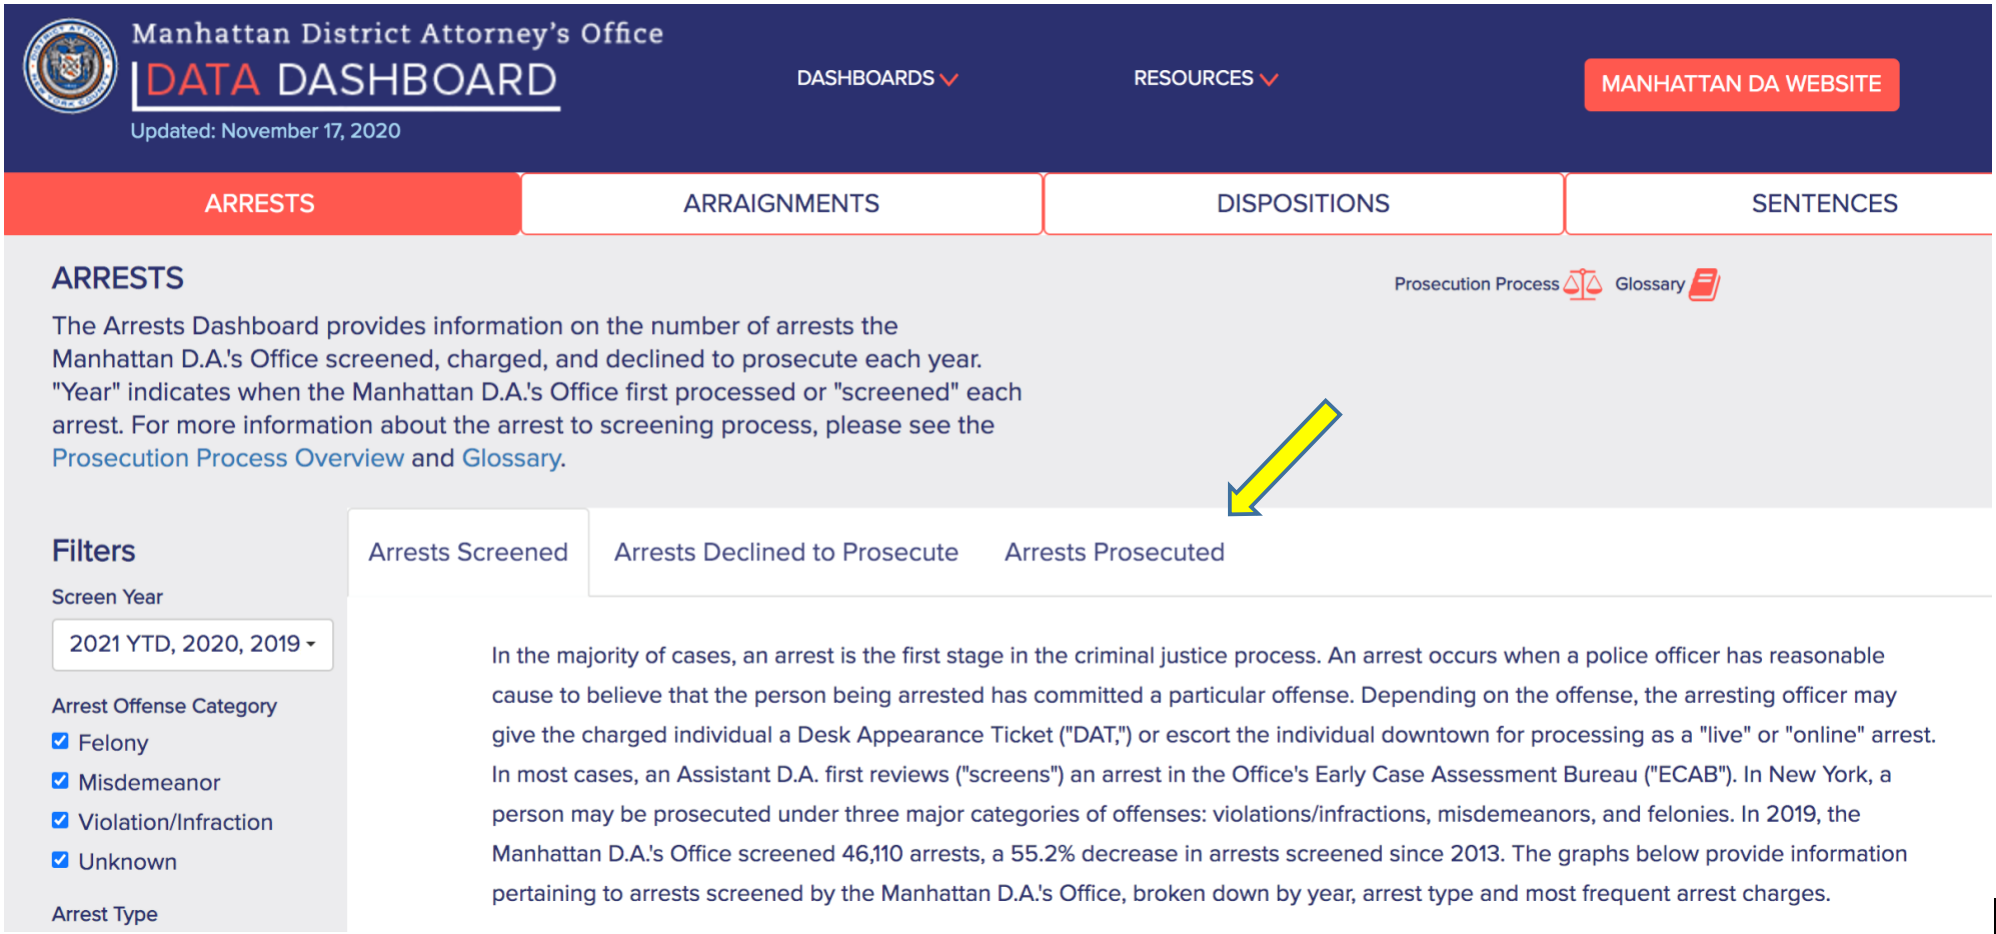 Manhattan District Attorney's Office
DATA DASHBOARD
Updated: November 17, 2020
DASHBOARDS
RESOURCES
MANHATTAN DA WEBSITE
ARRESTS
ARRAIGNMENTS
DISPOSITIONS
SENTENCES
ARRESTS
Prosecution Process
Glossary
The Arrests Dashboard provides information on the number of arrests the
Manhattan D.A.'s Office screened, charged, and declined to prosecute each year.
"Year" indicates when the Manhattan D.A.'s Office first processed or "screened" each
arrest. For more information about the arrest to screening process, please see the
Prosecution Process Overview and Glossary.
Filters
Screen Year
2021 YTD, 2020, 2019
Arrest Offense Category
Felony
Misdemeanor
Violation/Infraction
Unknown
Arrest Type
Arrests Screened
Arrests Declined to Prosecute
Arrests Prosecuted
In the majority of cases, an arrest is the first stage in the criminal justice process. An arrest occurs when a police officer has reasonable
cause to believe that the person being arrested has committed a particular offense. Depending on the offense, the arresting officer may
give the charged individual a Desk Appearance Ticket ("DAT,") or escort the individual downtown for processing as a "live" or "online" arrest.
In most cases, an Assistant D.A. first reviews ("screens") an arrest in the Office's Early Case Assessment Bureau ("ECAB"). In New York, a
person may be prosecuted under three major categories of offenses: violations/infractions, misdemeanors, and felonies. In 2019, the
Manhattan D.A.'s Office screened 46,110 arrests, a 55.2% decrease in arrests screened since 2013. The graphs below provide information
pertaining to arrests screened by the Manhattan D.A.'s Office, broken down by year, arrest type and most frequent arrest charges.